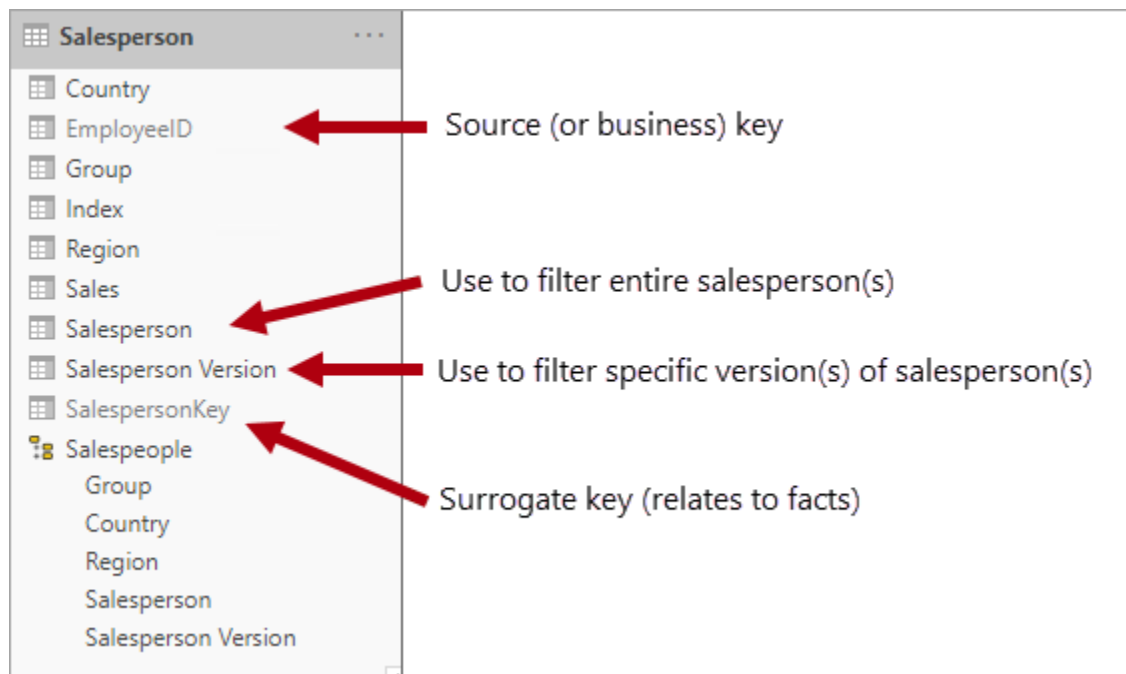 Salesperson ...
Country
EmployeeID
Source (or business) key
Group
Index
Region
Sales
Use to filter entire salesperson(s)
Salesperson
Salesperson Version
Use to filter specific version(s) of salesperson(s)
SalespersonKey
Salespeople
Group
Surrogate key (relates to facts)
Country
Region
Salesperson
Salesperson Version